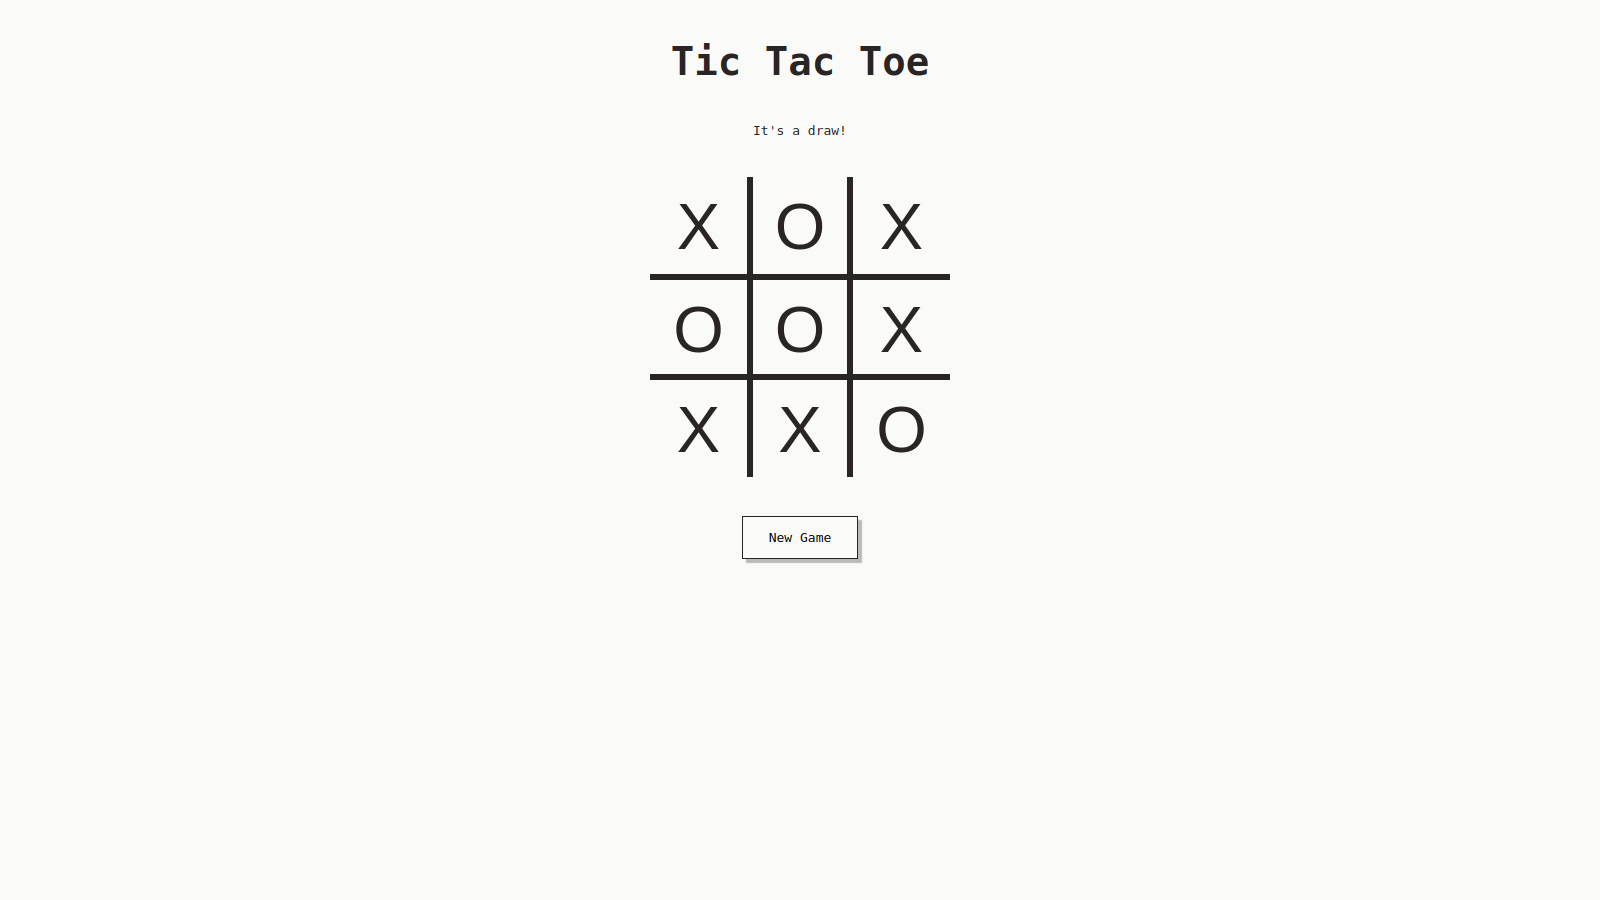 Tic Tac Toe
It's a draw!
X O X
O O X
X X O
New Game